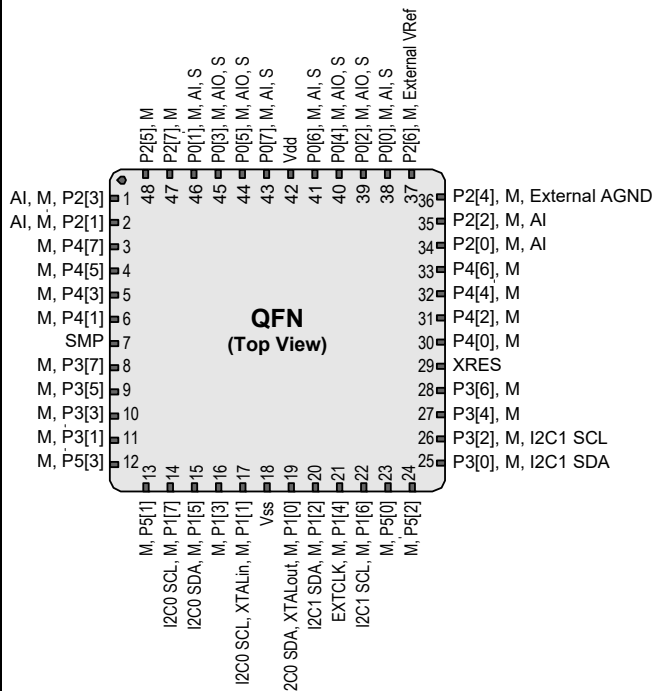 P2[5], M
P2[7], M
P0[1], M, AI, S
P0[3], M, AIO, S
P0[5], M, AIO, S
P0[7], M, AI, S
Vdd
P0[6], M, AI, S
P0[4], M, AIO, S
P0[2], M, AIO, S
P0[0], M, AI, S
P2[6], M, External VRef
48
47
46
45
44
43
42
41
40
39
38
37
AI, M, P2[3] 1
AI, M, P2[1] 2
M, P4[7] 3
M, P4[5] 4
M, P4[3] 5
M, P4[1] 6
SMP 7
M, P3[7] 8
M, P3[5] 9
M, P3[3] 10
M, P3[1] 11
M, P5[3] 12
QFN
(Top View)
36 P2[4], M, External AGND
35 P2[2], M, AI
34 P2[0], M, AI
33 P4[6], M
32 P4[4], M
31 P4[2], M
30 P4[0], M
29 XRES
28 P3[6], M
27 P3[4], M
26 P3[2], M, I2C1 SCL
25 P3[0], M, I2C1 SDA
13
14
15
16
17
18
19
20
21
22
23
24
M, P5[1]
I2C0 SCL, M, P1[7]
I2C0 SDA, M, P1[5]
M, P1[3]
I2C0 SCL, XTALin, M, P1[1]
Vss
2C0 SDA, XTALout, M, P1[0]
I2C1 SDA, M, P1[2]
EXTCLK, M, P1[4]
I2C1 SCL, M, P1[6]
M, P5[0]
M, P5[2]